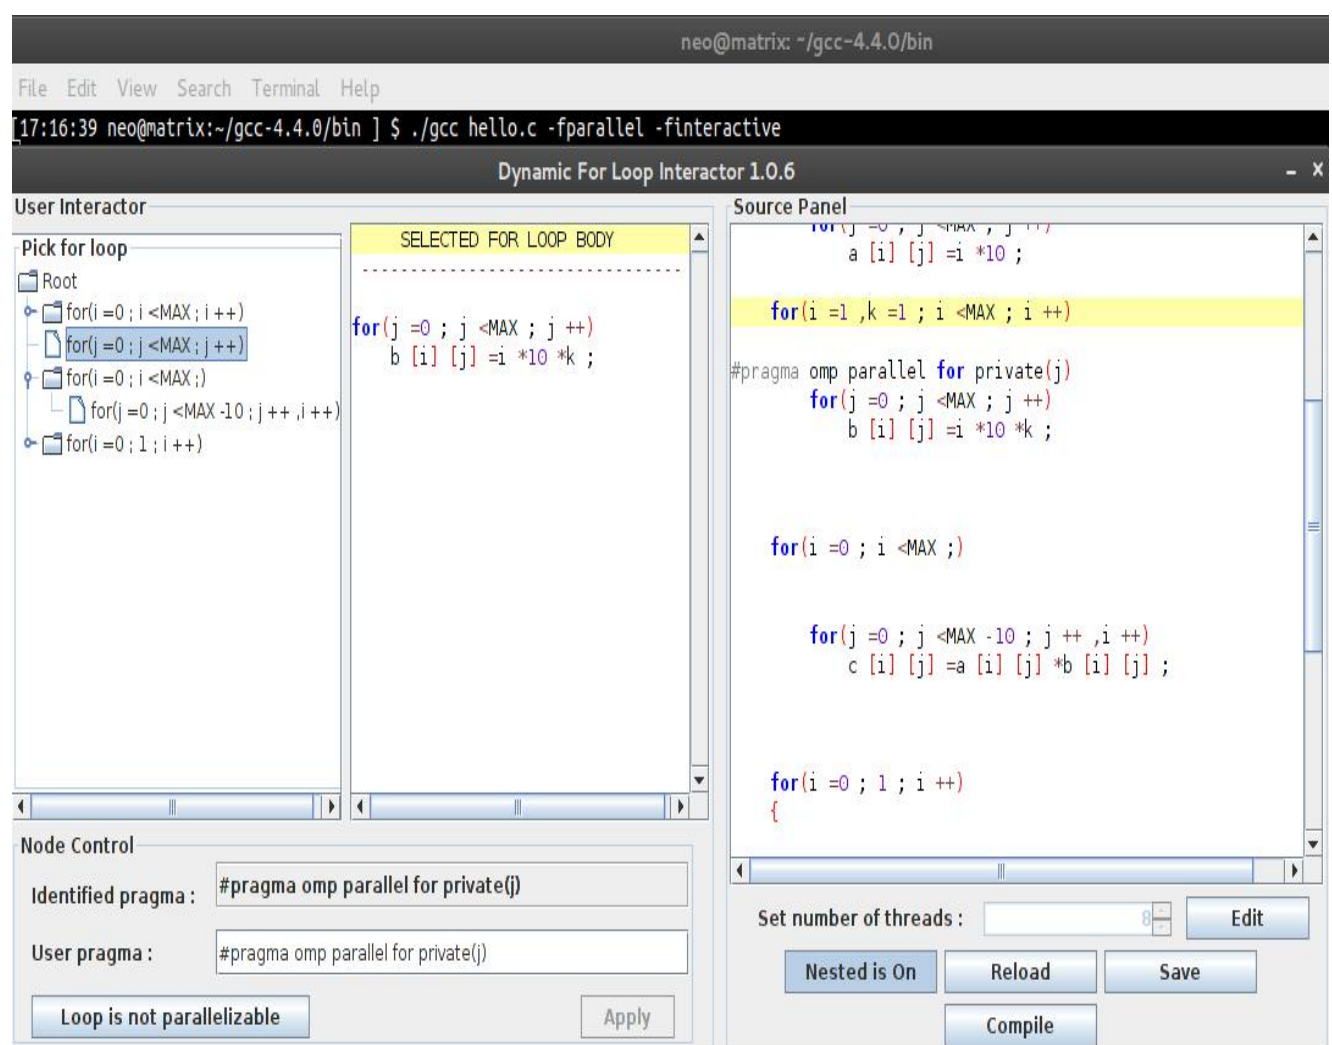 neo@matrix: ~/gcc-4.4.0/bin
File Edit View Search Terminal Help
[17:16:39 neo@matrix:~/gcc-4.4.0/bin ] $ ./gcc hello.c -fparallel -finteractive
Dynamic For Loop Interactor 1.0.6
User Interactor
Pick for loop
Root
for(i =0 ; i <MAX ; i ++)
for(j =0 ; j <MAX ; j ++)
for(i =0 ; i <MAX ;)
for(j =0 ; j <MAX -10 ; j ++ ,i ++)
for(i =0 ; 1 ; i ++)
SELECTED FOR LOOP BODY
--------------------------------
for(j =0 ; j <MAX ; j ++)
b [i] [j] =i *10 *k ;
Source Panel
for(j =0 ; j <MAX ; j ++)
a [i] [j] =i *10 ;
for(i =1 ,k =1 ; i <MAX ; i ++)
#pragma omp parallel for private(j)
for(j =0 ; j <MAX ; j ++)
b [i] [j] =i *10 *k ;
for(i =0 ; i <MAX ;)
for(j =0 ; j <MAX -10 ; j ++ ,i ++)
c [i] [j] =a [i] [j] *b [i] [j] ;
for(i =0 ; 1 ; i ++)
{
Node Control
Identified pragma : #pragma omp parallel for private(j)
User pragma : #pragma omp parallel for private(j)
Loop is not parallelizable Apply
Set number of threads : 8 Edit
Nested is On Reload Save
Compile